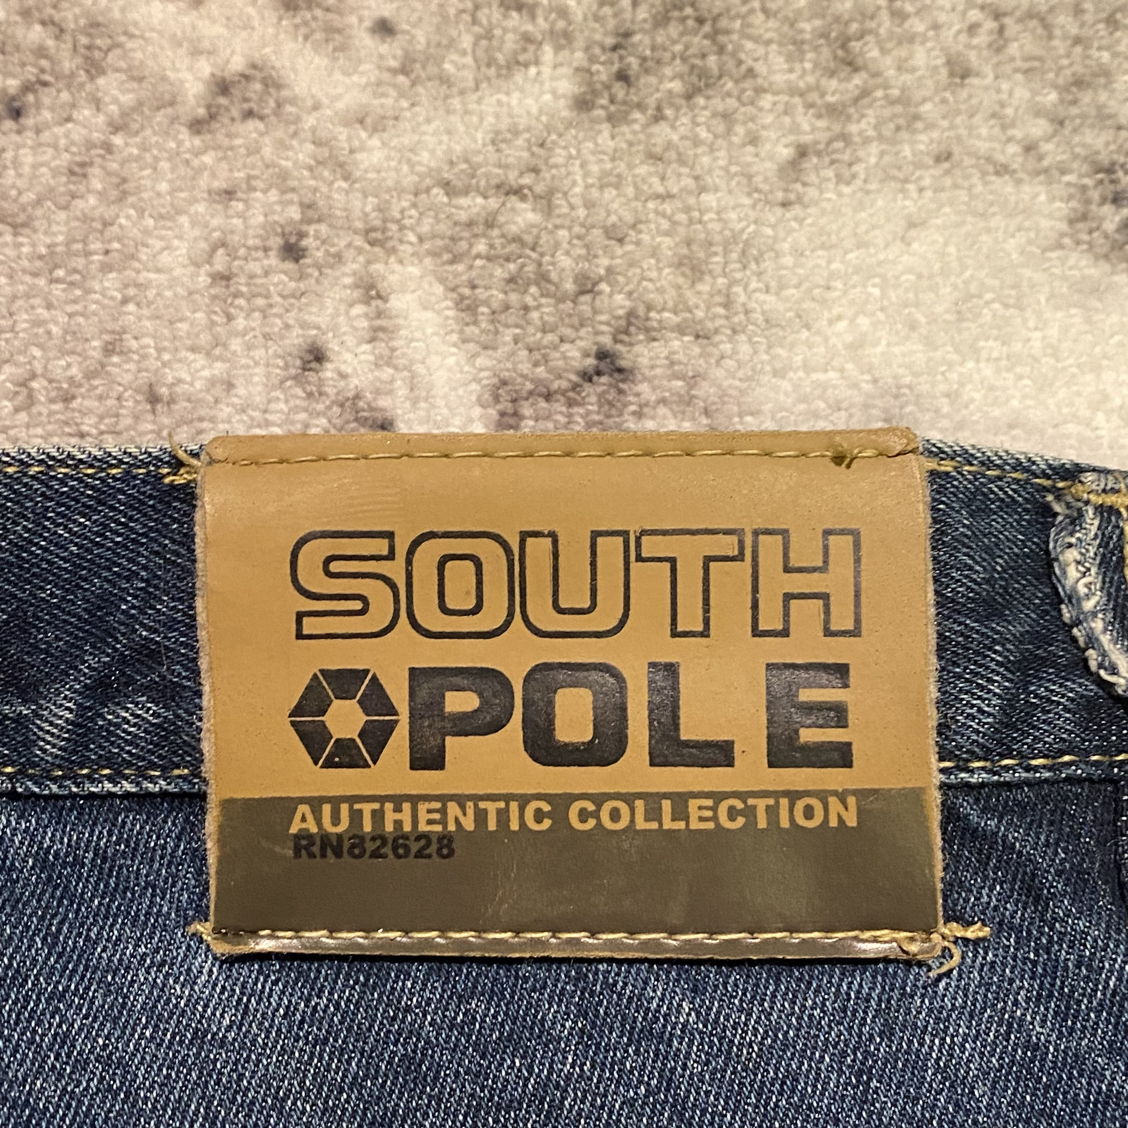 SOUTH
POLE
AUTHENTIC COLLECTION
RN82628